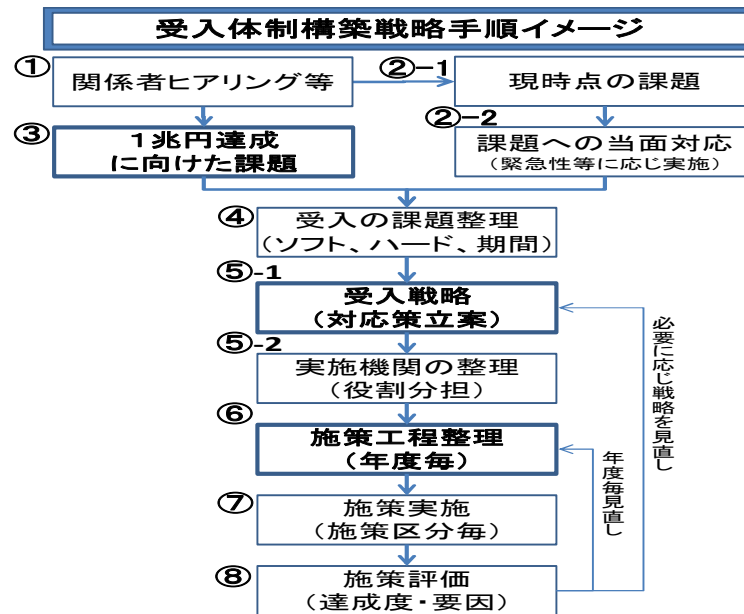 受入体制構築戦略手順イメージ
①
関係者ヒアリング等
②-1
現時点の課題
③
1兆円達成
に向けた課題
②-2
課題への当面対応
(緊急性等に応じ実施)
④
受入の課題整理
(ソフト、ハード、期間)
⑤-1
受入戦略
(対応策立案)
⑤-2
実施機関の整理
(役割分担)
⑥
施策工程整理
(年度毎)
⑦
施策実施
(施策区分毎)
⑧
施策評価
(達成度・要因)
年度毎見直し
必要に応じ戦略を見直し